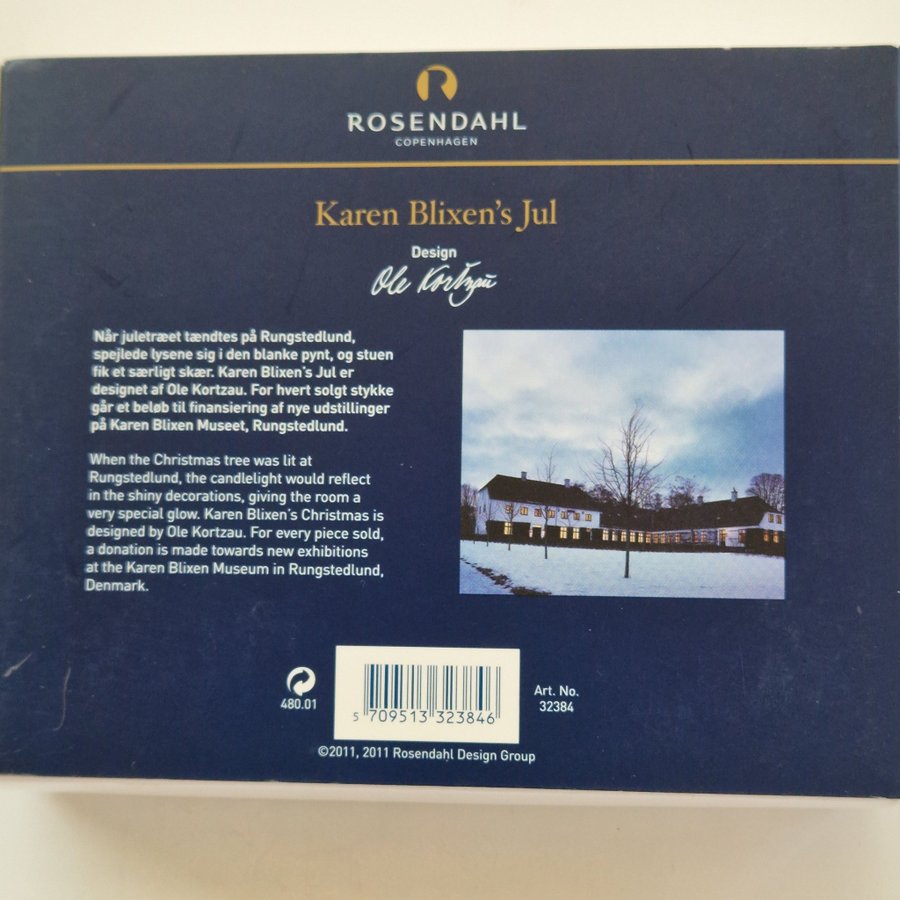 ROSENDAHL
COPENHAGEN
Karen Blixen's Jul
Design
Ole Kortzau
Når juletræet tændtes på Rungstedlund,
spejlede lysene sig i den blanke pynt, og stuen
fik et særligt skær. Karen Blixen's Jul er
designet af Ole Kortzau. For hvert solgt stykke
går et beløb til finansiering af nye udstillinger
på Karen Blixen Museet, Rungstedlund.
When the Christmas tree was lit at
Rungstedlund, the candlelight would reflect
in the shiny decorations, giving the room a
very special glow. Karen Blixen's Christmas is
designed by Ole Kortzau. For every piece sold,
a donation is made towards new exhibitions
at the Karen Blixen Museum in Rungstedlund,
Denmark.
480.01
5 709513 323846
Art. No.
32384
©2011, 2011 Rosendahl Design Group